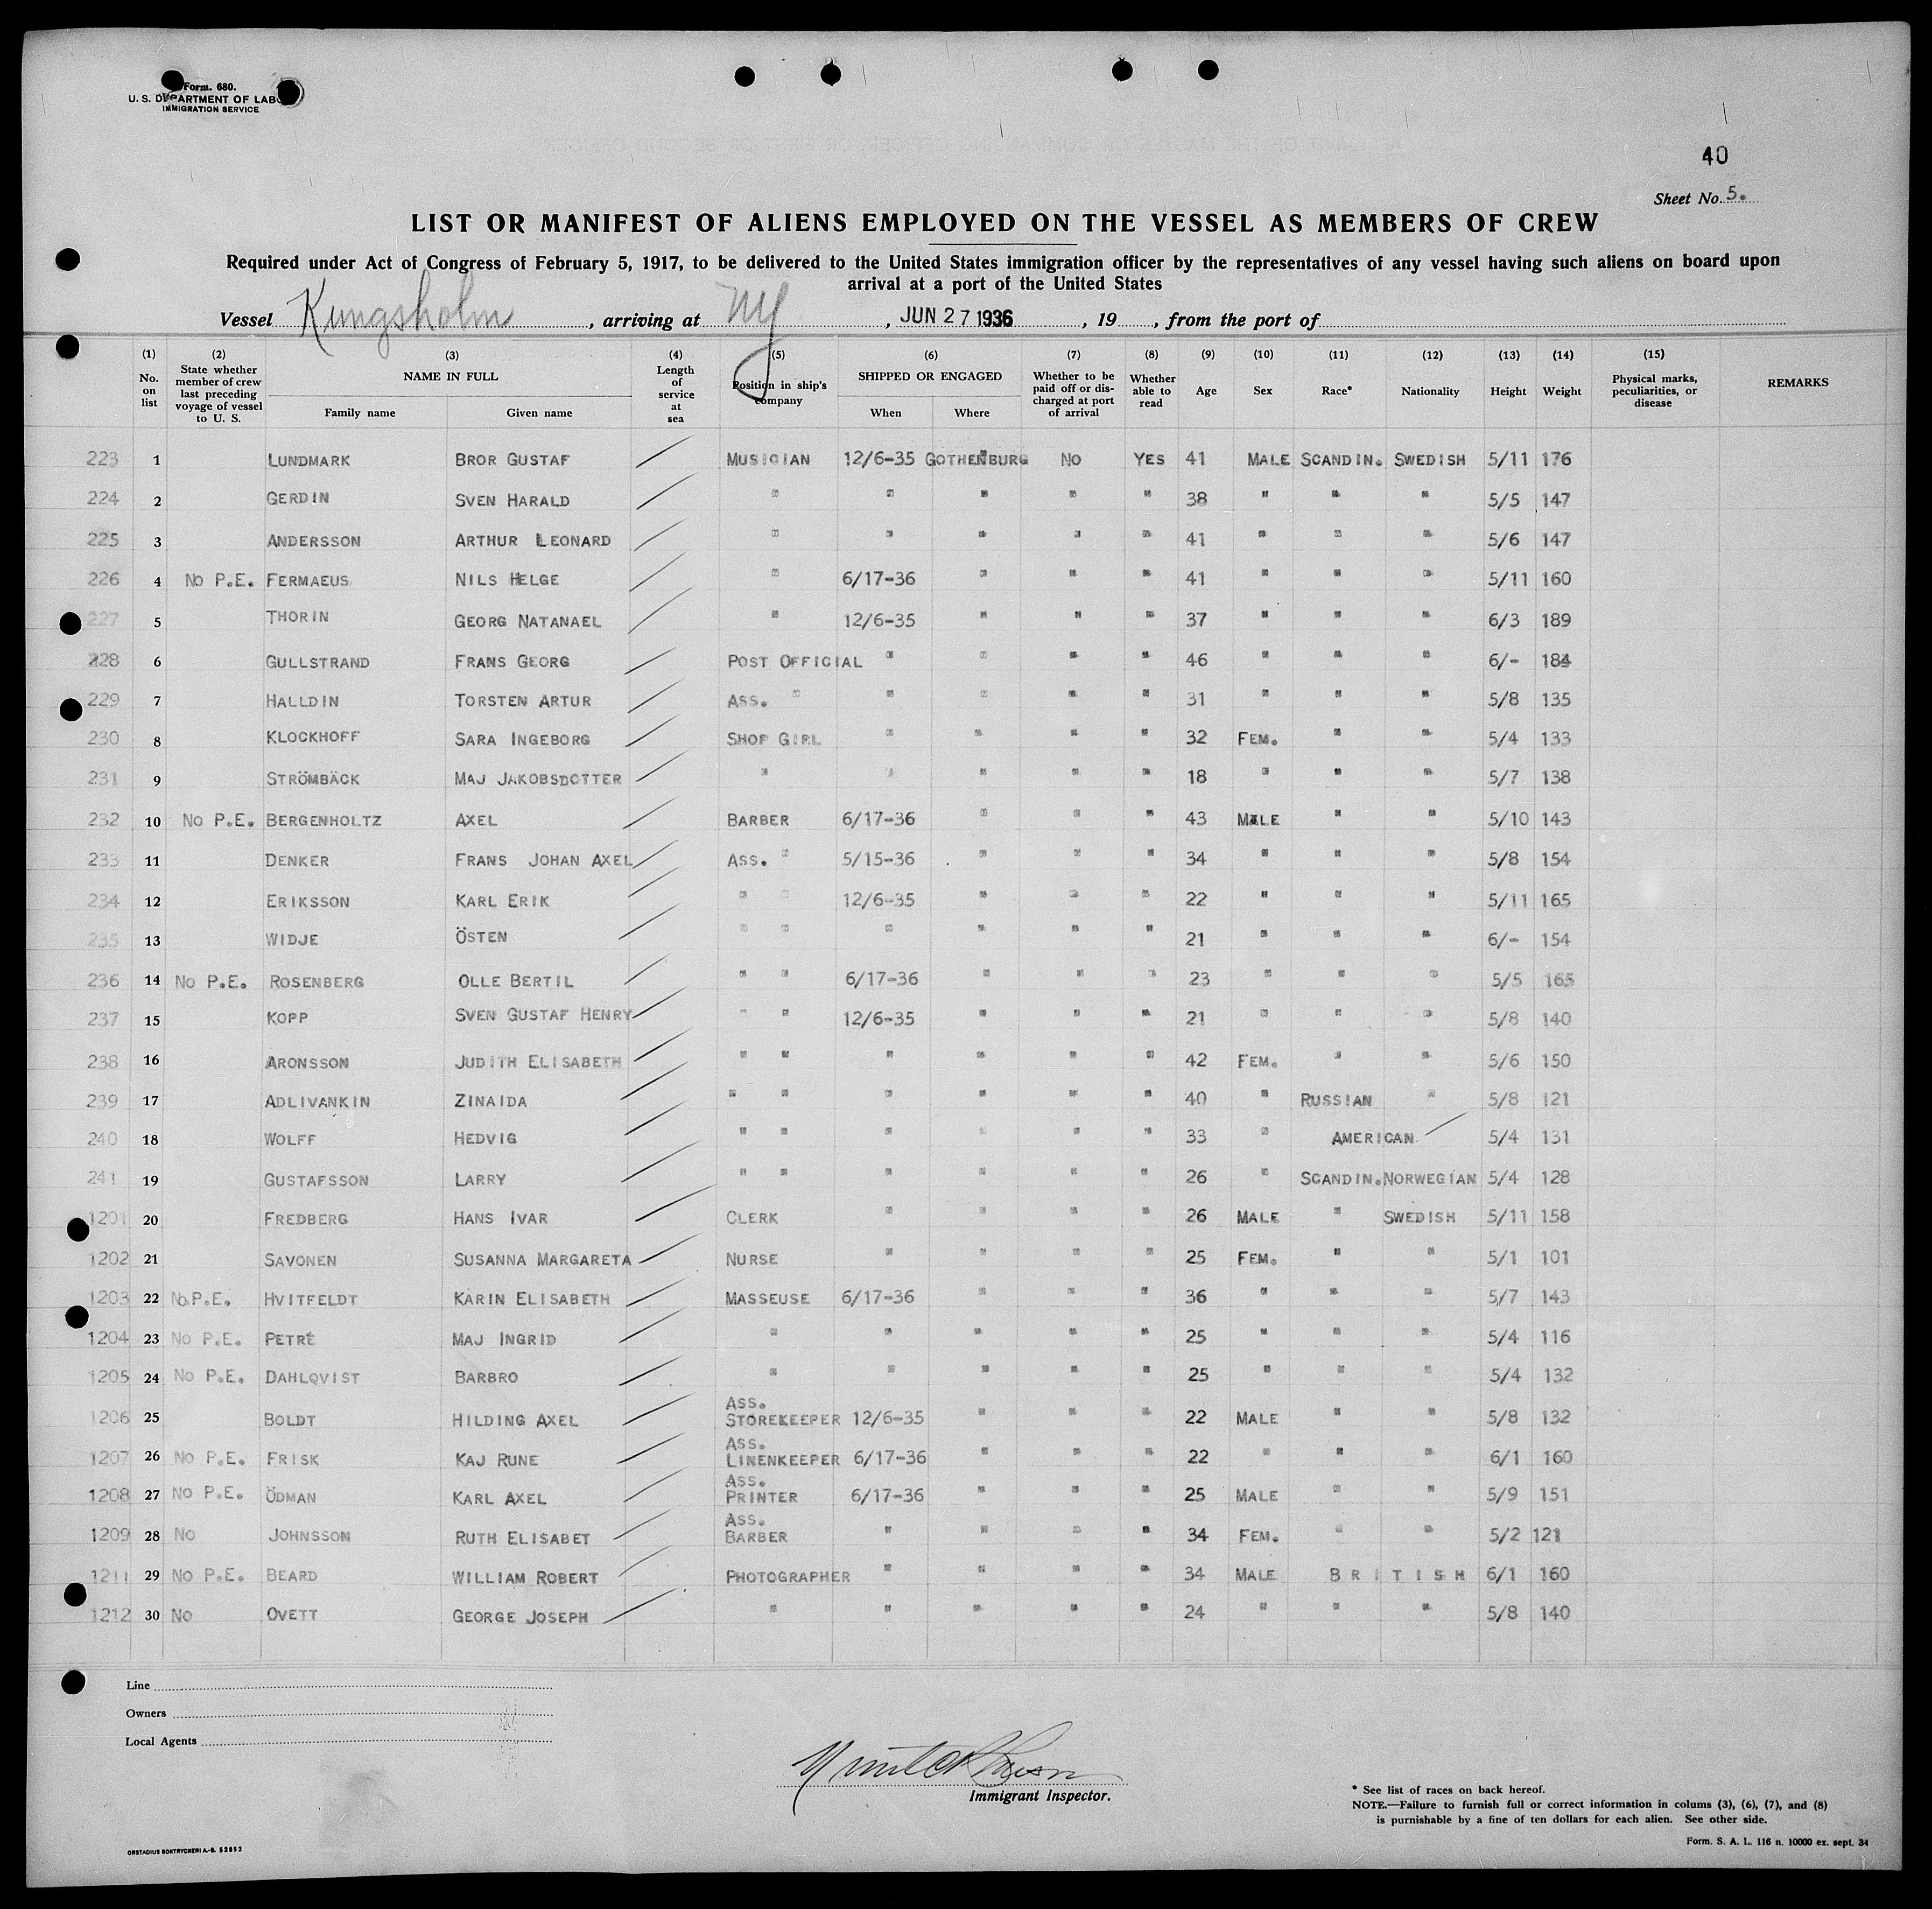 Form. 680.
U. S. DEPARTMENT OF LABOR
IMMIGRATION SERVICE
40
Sheet No. 5.
LIST OR MANIFEST OF ALIENS EMPLOYED ON THE VESSEL AS MEMBERS OF CREW
Required under Act of Congress of February 5, 1917, to be delivered to the United States immigration officer by the representatives of any vessel having such aliens on board upon
arrival at a port of the United States
Vessel Kungsholm, arriving at NY, JUN 27 1936, 19, from the port of
(1) (2) (3) (4) (5) (6) (7) (8) (9) (10) (11) (12) (13) (14) (15)
No. on list State whether member of crew last preceding voyage of vessel to U. S. NAME IN FULL Family name Given name Length of service at sea Position in ship's company SHIPPED OR ENGAGED When Where Whether to be paid off or discharged at port of arrival Whether able to read Age Sex Race* Nationality Height Weight Physical marks, peculiarities, or disease REMARKS
223 1 LUNDMARK BROR GUSTAF MUSICIAN 12/6-35 GOTHENBURG NO YES 41 MALE SCANDIN. SWEDISH 5/11 176
224 2 GERDIN SVEN HARALD " " " " " 38 " " " 5/5 147
225 3 ANDERSSON ARTHUR LEONARD " " " " " 41 " " " 5/6 147
226 4 NO P.E. FERMAEUS NILS HELGE " 6/17-36 " " " 41 " " " 5/11 160
227 5 THORIN GEORG NATANAEL " 12/6-35 " " " 37 " " " 6/3 189
228 6 GULLSTRAND FRANS GEORG POST OFFICIAL " " " " 46 " " " 6/- 184
229 7 HALLDIN TORSTEN ARTUR ASS. " " " " " 31 " " " 5/8 135
230 8 KLOCKHOFF SARA INGEBORG SHOP GIRL " " " " 32 FEM. " " 5/4 133
231 9 STRÖMBÄCK MAJ JAKOBSDOTTER " " " " " 18 " " " 5/7 138
232 10 NO P.E. BERGENHOLTZ AXEL BARBER 6/17-36 " " " 43 MALE " " 5/10 143
233 11 DENKER FRANS JOHAN AXEL ASS. " 5/15-36 " " " 34 " " " 5/8 154
234 12 ERIKSSON KARL ERIK " " 12/6-35 " " " 22 " " " 5/11 165
235 13 WIDJE ÖSTEN " " " " " " 21 " " " 6/- 154
236 14 NO P.E. ROSENBERG OLLE BERTIL " " 6/17-36 " " " 23 " " " 5/5 165
237 15 KOPP SVEN GUSTAF HENRY " " 12/6-35 " " " 21 " " " 5/8 140
238 16 ARONSSON JUDITH ELISABETH " " " " " " 42 FEM. " " 5/6 150
239 17 ADLIVANKIN ZINAIDA " " " " " " 40 " RUSSIAN " 5/8 121
240 18 WOLFF HEDVIG " " " " " " 33 " AMERICAN 5/4 131
241 19 GUSTAFSSON LARRY " " " " " " 26 " SCANDIN. NORWEGIAN 5/4 128
1201 20 FREDBERG HANS IVAR CLERK " " " " 26 MALE " SWEDISH 5/11 158
1202 21 SAVONEN SUSANNA MARGARETA NURSE " " " " 25 FEM. " " 5/1 101
1203 22 NO P.E. HVITFELDT KARIN ELISABETH MASSEUSE 6/17-36 " " " 36 " " " 5/7 143
1204 23 NO P.E. PETRÉ MAJ INGRID " " " " " 25 " " " 5/4 116
1205 24 NO P.E. DAHLQVIST BARBRO " " " " " 25 " " " 5/4 132
1206 25 BOLDT HILDING AXEL ASS. STOREKEEPER 12/6-35 " " " 22 MALE " " 5/8 132
1207 26 NO P.E. FRISK KAJ RUNE ASS. LINENKEEPER 6/17-36 " " " 22 " " " 6/1 160
1208 27 NO P.E. ÖDMAN KARL AXEL ASS. PRINTER 6/17-36 " " " 25 MALE " " 5/9 151
1209 28 NO JOHNSSON RUTH ELISABET ASS. BARBER " " " " 34 FEM. " " 5/2 121
1211 29 NO P.E. BEARD WILLIAM ROBERT PHOTOGRAPHER " " " " 34 MALE BRITISH 6/1 160
1212 30 NO OVETT GEORGE JOSEPH " " " " " 24 " " " 5/8 140
Line
Owners
Local Agents
Immigrant Inspector.
* See list of races on back hereof.
NOTE.—Failure to furnish full or correct information in colums (3), (6), (7), and (8)
is purnishable by a fine of ten dollars for each alien. See other side.
Form. S. A. L. 116 n. 10000 ex. sept. 34
ORSTADIUS BOKTRYCKERI A.-B. 52852